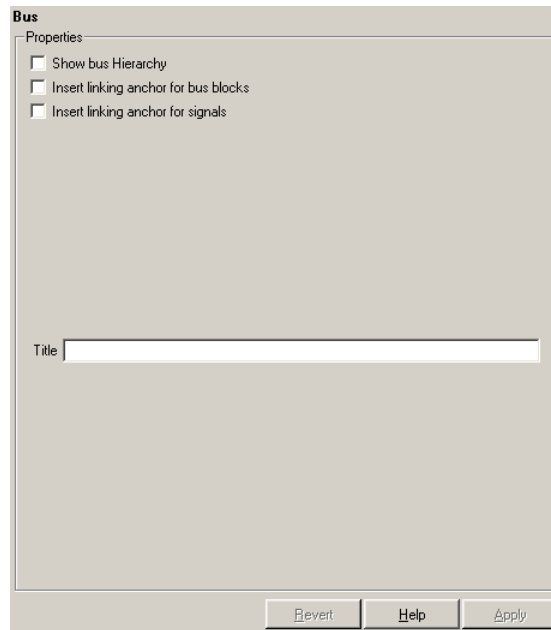 Bus
Properties
Show bus Hierarchy
Insert linking anchor for bus blocks
Insert linking anchor for signals
Title
Revert Help Apply